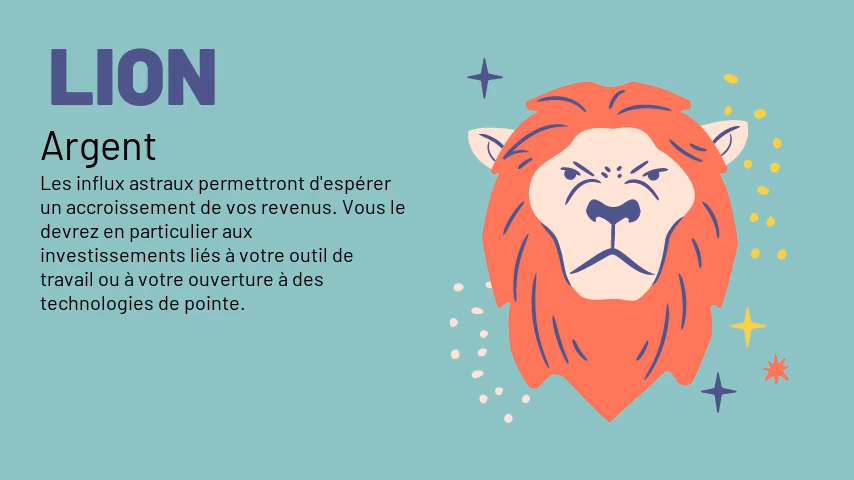 LION
Argent
Les influx astraux permettront d'espérer
un accroissement de vos revenus. Vous le
devrez en particulier aux
investissements liés à votre outil de
travail ou à votre ouverture à des
technologies de pointe.